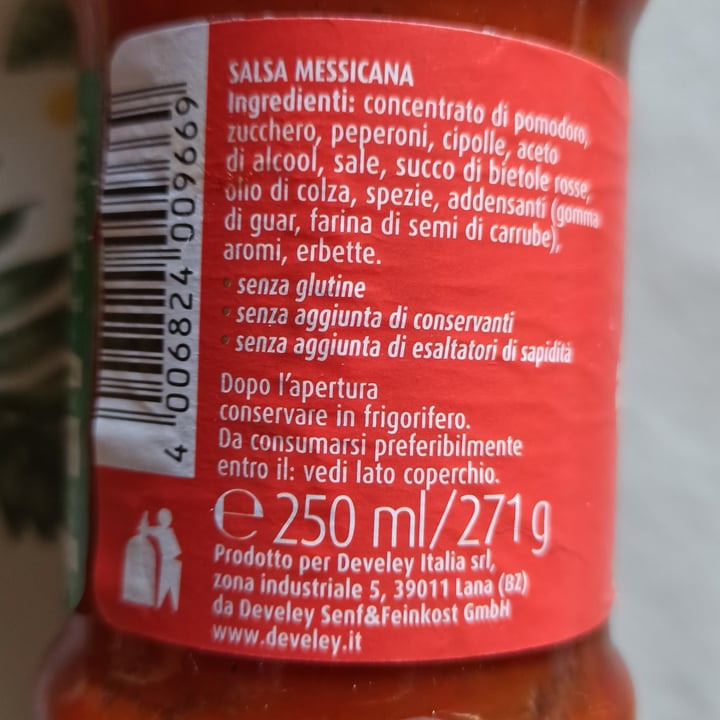 SALSA MESSICANA
Ingredienti: concentrato di pomodoro,
zucchero, peperoni, cipolle, aceto
di alcool, sale, succo di bietole rosse,
olio di colza, spezie, addensanti (gomma
di guar, farina di semi di carrube),
aromi, erbette.
• senza glutine
• senza aggiunta di conservanti
• senza aggiunta di esaltatori di sapidità
Dopo l'apertura
conservare in frigorifero.
Da consumarsi preferibilmente
entro il: vedi lato coperchio.
e 250 ml/271g
Prodotto per Develey Italia srl,
zona industriale 5, 39011 Lana (BZ)
da Develey Senf&Feinkost GmbH
www.develey.it
4 006824 009669